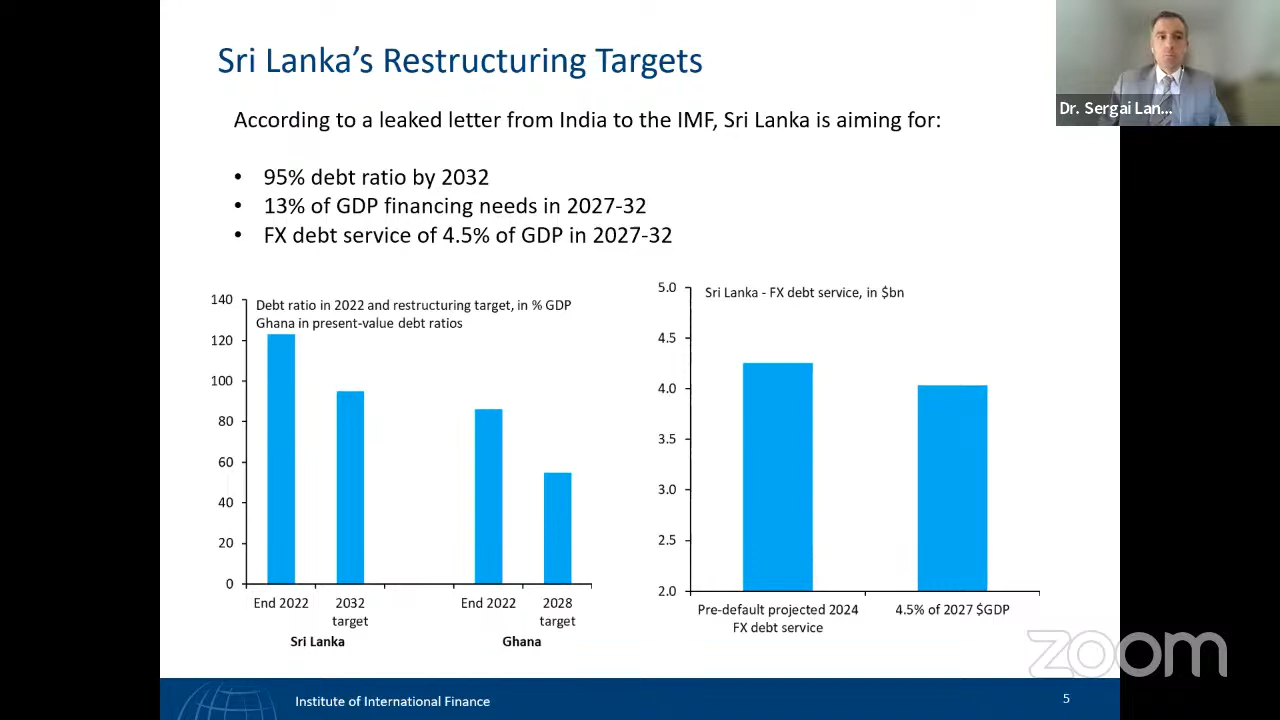 Sri Lanka's Restructuring Targets
According to a leaked letter from India to the IMF, Sri Lanka is aiming for:
• 95% debt ratio by 2032
• 13% of GDP financing needs in 2027-32
• FX debt service of 4.5% of GDP in 2027-32
Debt ratio in 2022 and restructuring target, in % GDP
Ghana in present-value debt ratios
140
120
100
80
60
40
20
0
End 2022
2032
target
End 2022
2028
target
Sri Lanka
Ghana
Sri Lanka - FX debt service, in $bn
5.0
4.5
4.0
3.5
3.0
2.5
2.0
Pre-default projected 2024
FX debt service
4.5% of 2027 $GDP
Institute of International Finance
5
Dr. Sergai Lan...
zoom